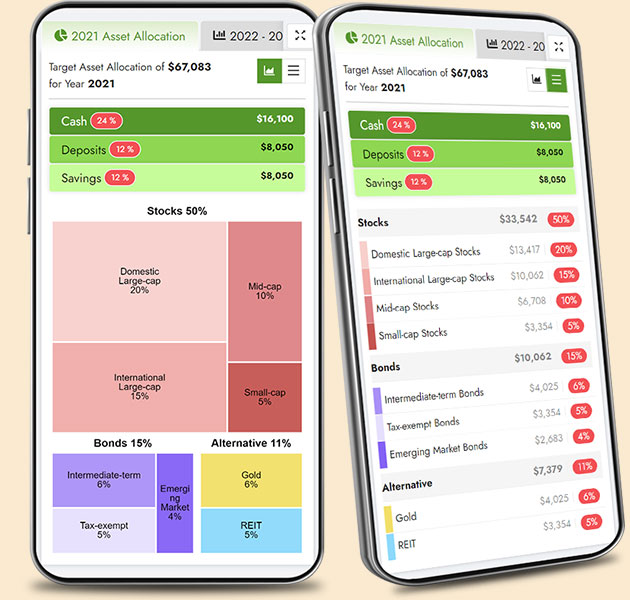 2021 Asset Allocation
2022 - 20
Target Asset Allocation of $67,083
for Year 2021
Cash 24 % $16,100
Deposits 12 % $8,050
Savings 12 % $8,050
Stocks 50%
Domestic
Large-cap
20%
Mid-cap
10%
International
Large-cap
15%
Small-cap
5%
Bonds 15%
Alternative 11%
Intermediate-term
6%
Emergi
ng
Market
4%
Tax-exempt
5%
Gold
6%
REIT
5%
2021 Asset Allocation
2022 - 20
Target Asset Allocation of $67,083
for Year 2021
Cash 24 % $16,100
Deposits 12 % $8,050
Savings 12 % $8,050
Stocks $33,542 50%
Domestic Large-cap Stocks $13,417 20%
International Large-cap Stocks $10,062 15%
Mid-cap Stocks $6,708 10%
Small-cap Stocks $3,354 5%
Bonds $10,062 15%
Intermediate-term Bonds $4,025 6%
Tax-exempt Bonds $3,354 5%
Emerging Market Bonds $2,683 4%
Alternative $7,379 11%
Gold $4,025 6%
REIT $3,354 5%